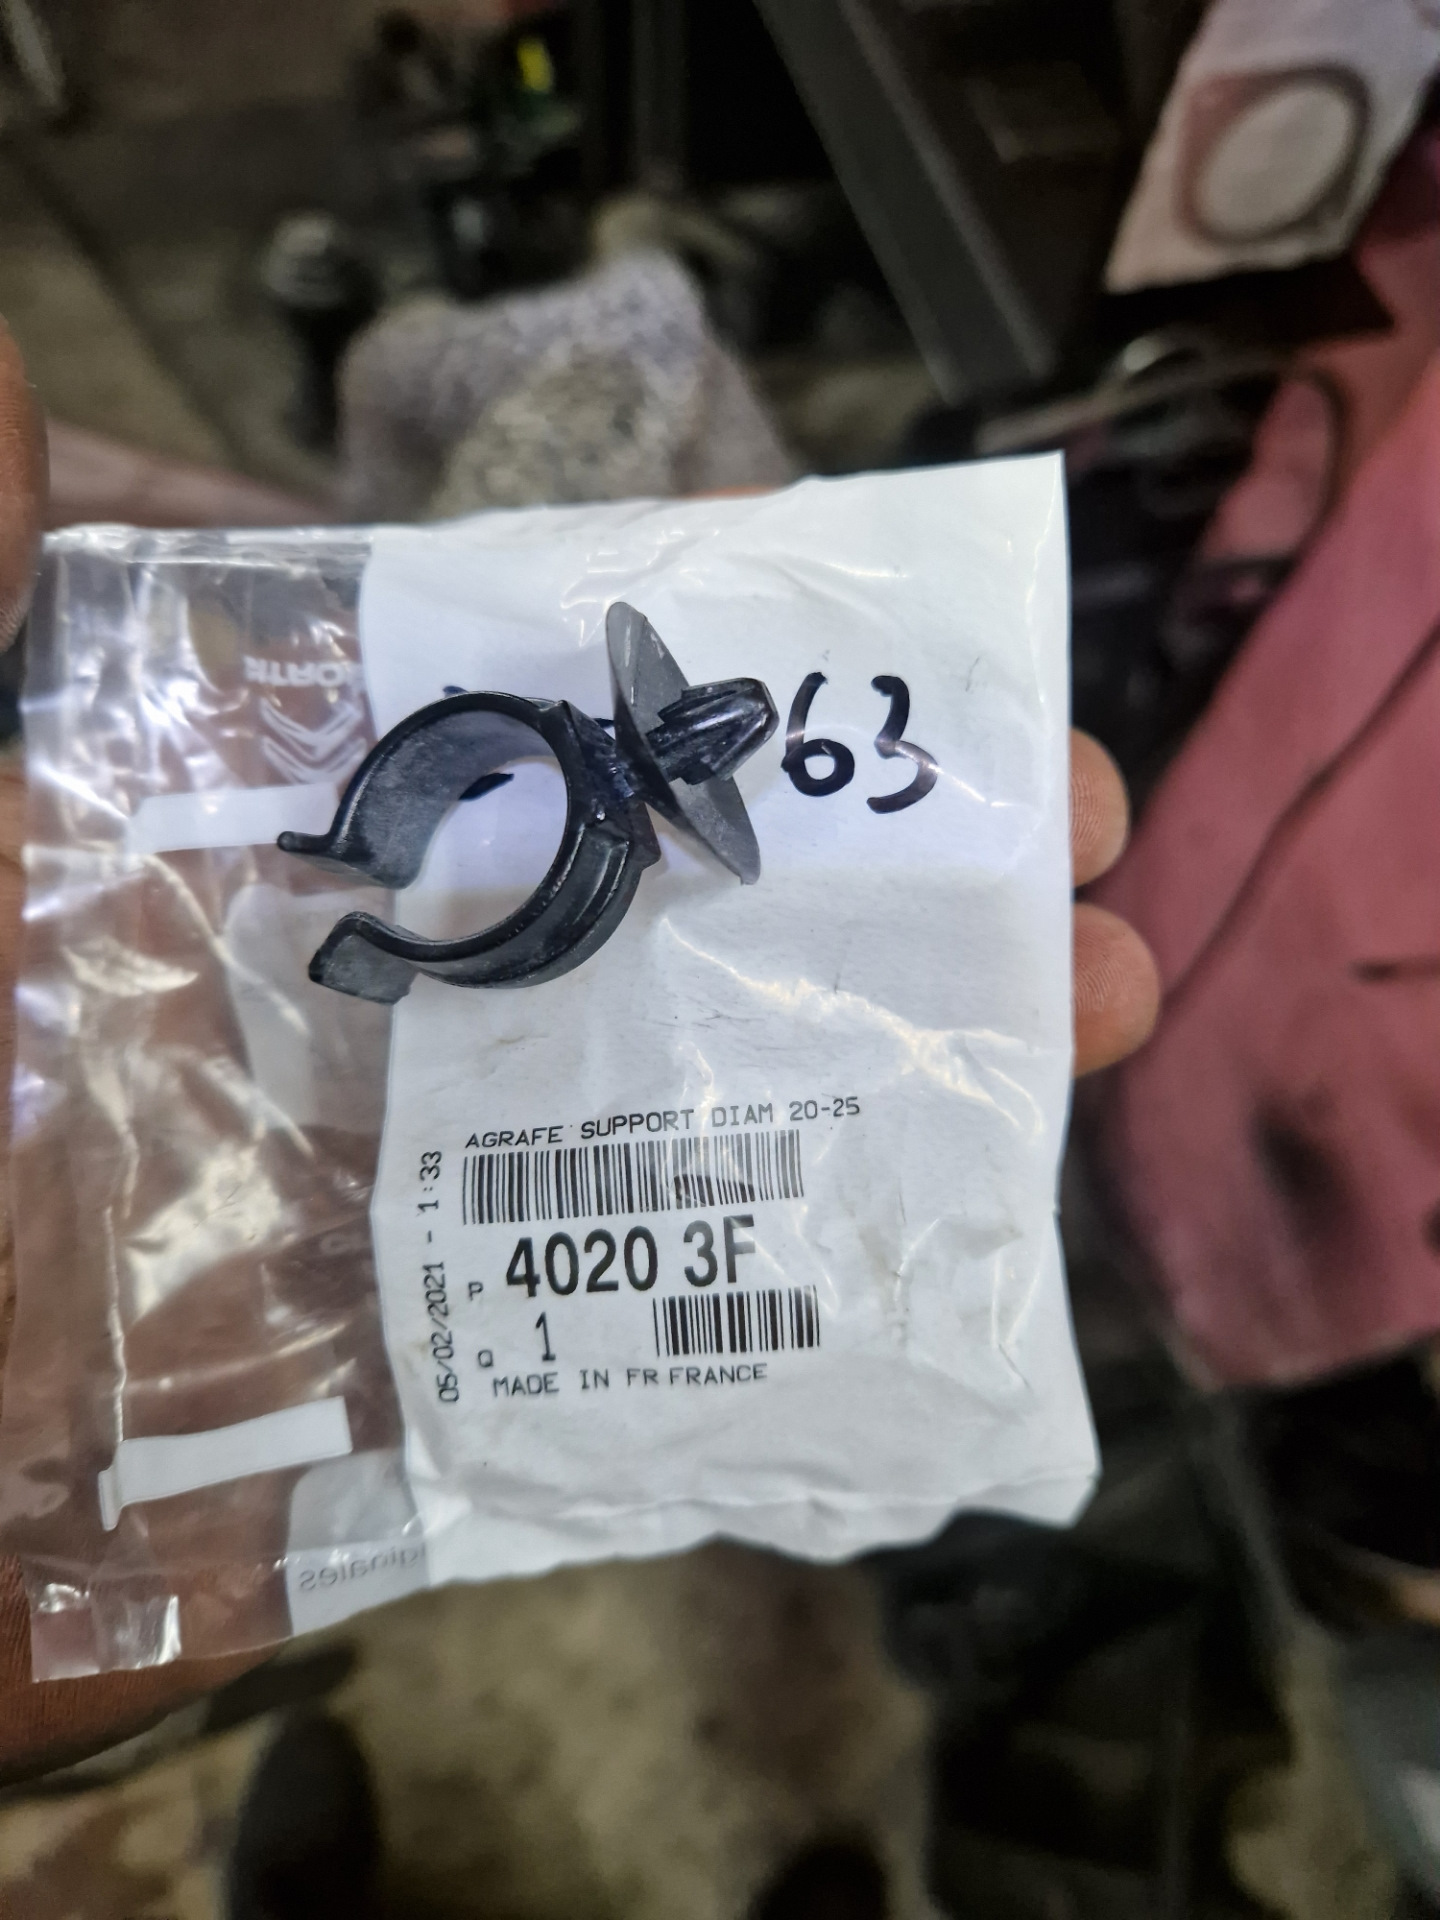 63
AGRAFE SUPPORT DIAM 20-25
05/02/2021 - 1:33
P 4020 3F
Q 1
MADE IN FR FRANCE